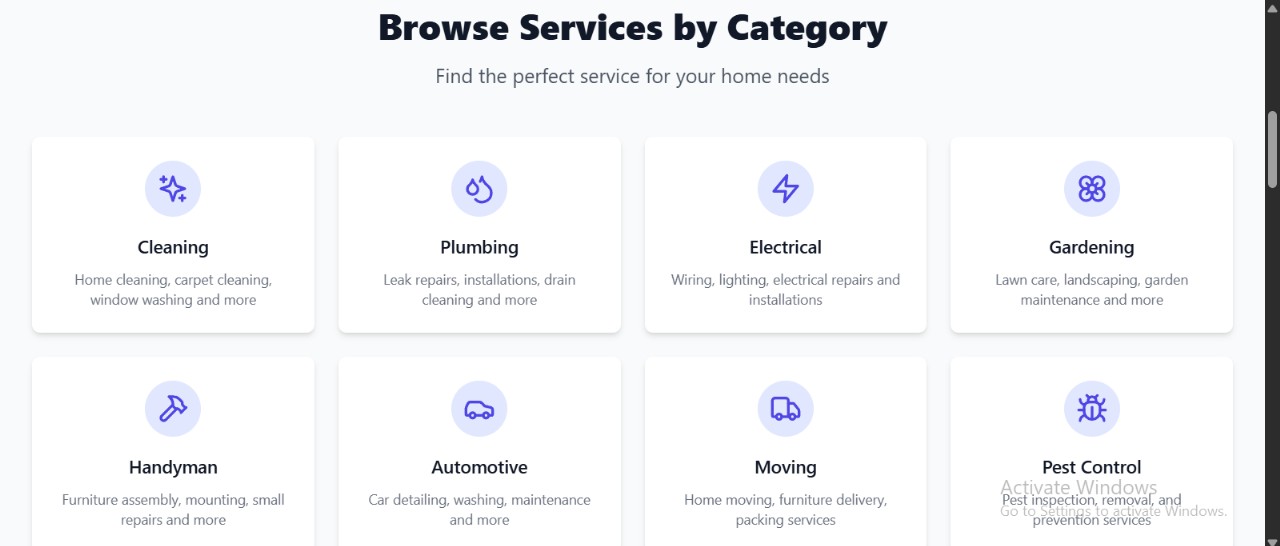 Browse Services by Category
Find the perfect service for your home needs
Cleaning
Home cleaning, carpet cleaning,
window washing and more
Plumbing
Leak repairs, installations, drain
cleaning and more
Electrical
Wiring, lighting, electrical repairs and
installations
Gardening
Lawn care, landscaping, garden
maintenance and more
Handyman
Furniture assembly, mounting, small
repairs and more
Automotive
Car detailing, washing, maintenance
and more
Moving
Home moving, furniture delivery,
packing services
Pest Control
Pest inspection, removal, and
prevention services
Activate Windows
Go to Settings to activate Windows.